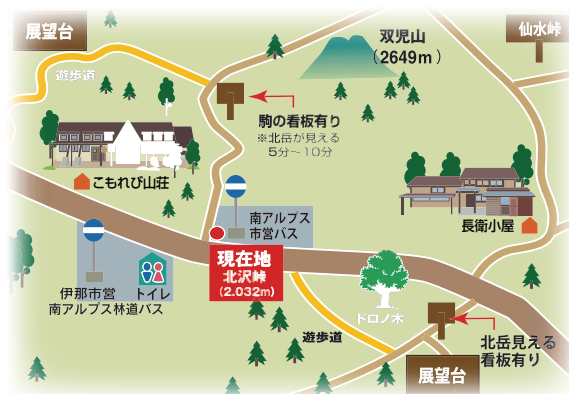 展望台
仙水峠
双児山
（2649m）
遊歩道
駒の看板有り
※北岳が見える
5分〜10分
こもれび山荘
長衛小屋
南アルプス
市営バス
現在地
北沢峠
（2.032m）
伊那市営
南アルプス林道バス
トイレ
ドロノ木
遊歩道
北岳見える
看板有り
展望台